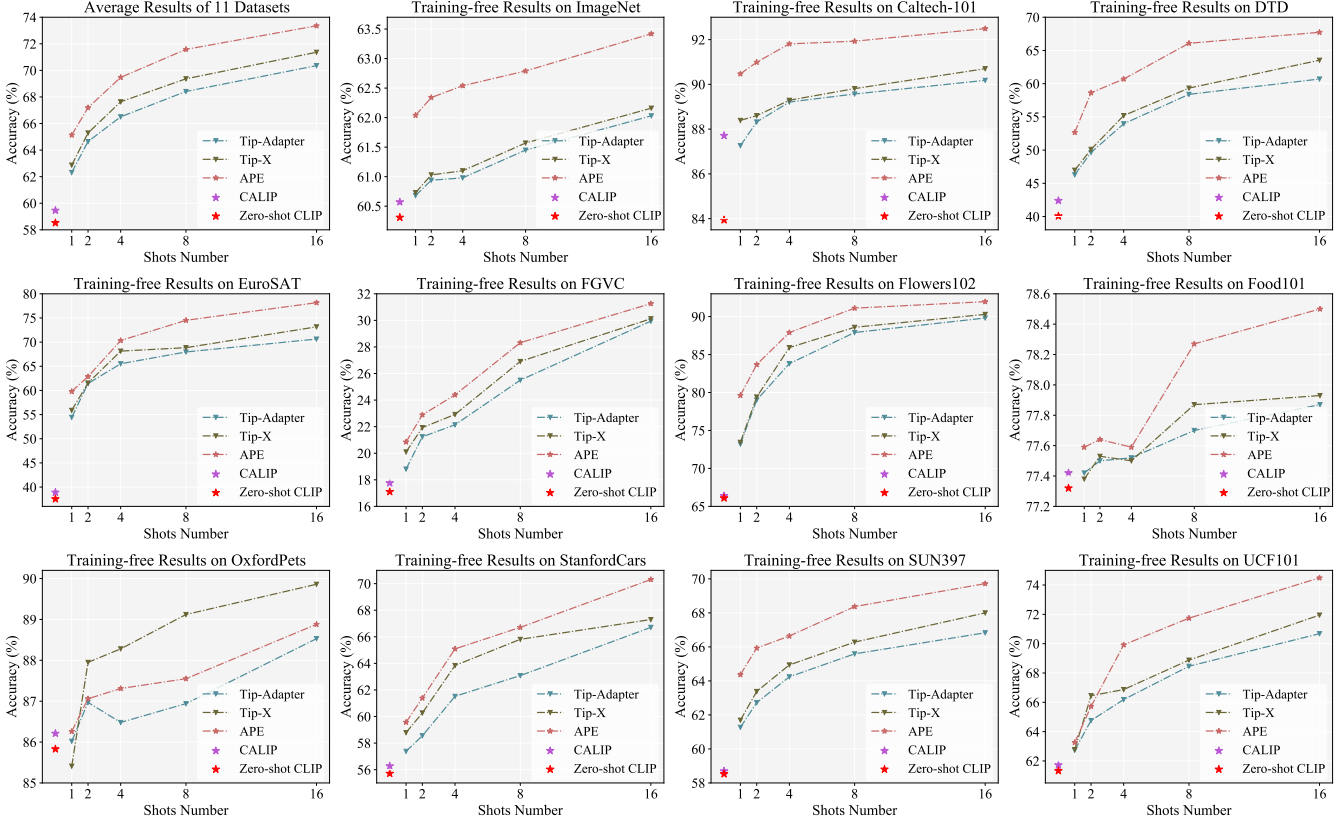 Average Results of 11 Datasets
Accuracy (%)
74
72
70
68
66
64
62
60
58
1 2 4 8 16
Shots Number
Tip-Adapter
Tip-X
APE
CALIP
Zero-shot CLIP
Training-free Results on ImageNet
Accuracy (%)
63.5
63.0
62.5
62.0
61.5
61.0
60.5
1 2 4 8 16
Shots Number
Tip-Adapter
Tip-X
APE
CALIP
Zero-shot CLIP
Training-free Results on Caltech-101
Accuracy (%)
92
90
88
86
84
1 2 4 8 16
Shots Number
Tip-Adapter
Tip-X
APE
CALIP
Zero-shot CLIP
Training-free Results on DTD
Accuracy (%)
70
65
60
55
50
45
40
1 2 4 8 16
Shots Number
Tip-Adapter
Tip-X
APE
CALIP
Zero-shot CLIP
Training-free Results on EuroSAT
Accuracy (%)
80
75
70
65
60
55
50
45
40
1 2 4 8 16
Shots Number
Tip-Adapter
Tip-X
APE
CALIP
Zero-shot CLIP
Training-free Results on FGVC
Accuracy (%)
32
30
28
26
24
22
20
18
16
1 2 4 8 16
Shots Number
Tip-Adapter
Tip-X
APE
CALIP
Zero-shot CLIP
Training-free Results on Flowers102
Accuracy (%)
90
85
80
75
70
65
1 2 4 8 16
Shots Number
Tip-Adapter
Tip-X
APE
CALIP
Zero-shot CLIP
Training-free Results on Food101
Accuracy (%)
78.6
78.4
78.2
78.0
77.8
77.6
77.4
77.2
1 2 4 8 16
Shots Number
Tip-Adapter
Tip-X
APE
CALIP
Zero-shot CLIP
Training-free Results on OxfordPets
Accuracy (%)
90
89
88
87
86
85
1 2 4 8 16
Shots Number
Tip-Adapter
Tip-X
APE
CALIP
Zero-shot CLIP
Training-free Results on StanfordCars
Accuracy (%)
70
68
66
64
62
60
58
56
1 2 4 8 16
Shots Number
Tip-Adapter
Tip-X
APE
CALIP
Zero-shot CLIP
Training-free Results on SUN397
Accuracy (%)
70
68
66
64
62
60
58
1 2 4 8 16
Shots Number
Tip-Adapter
Tip-X
APE
CALIP
Zero-shot CLIP
Training-free Results on UCF101
Accuracy (%)
74
72
70
68
66
64
62
1 2 4 8 16
Shots Number
Tip-Adapter
Tip-X
APE
CALIP
Zero-shot CLIP